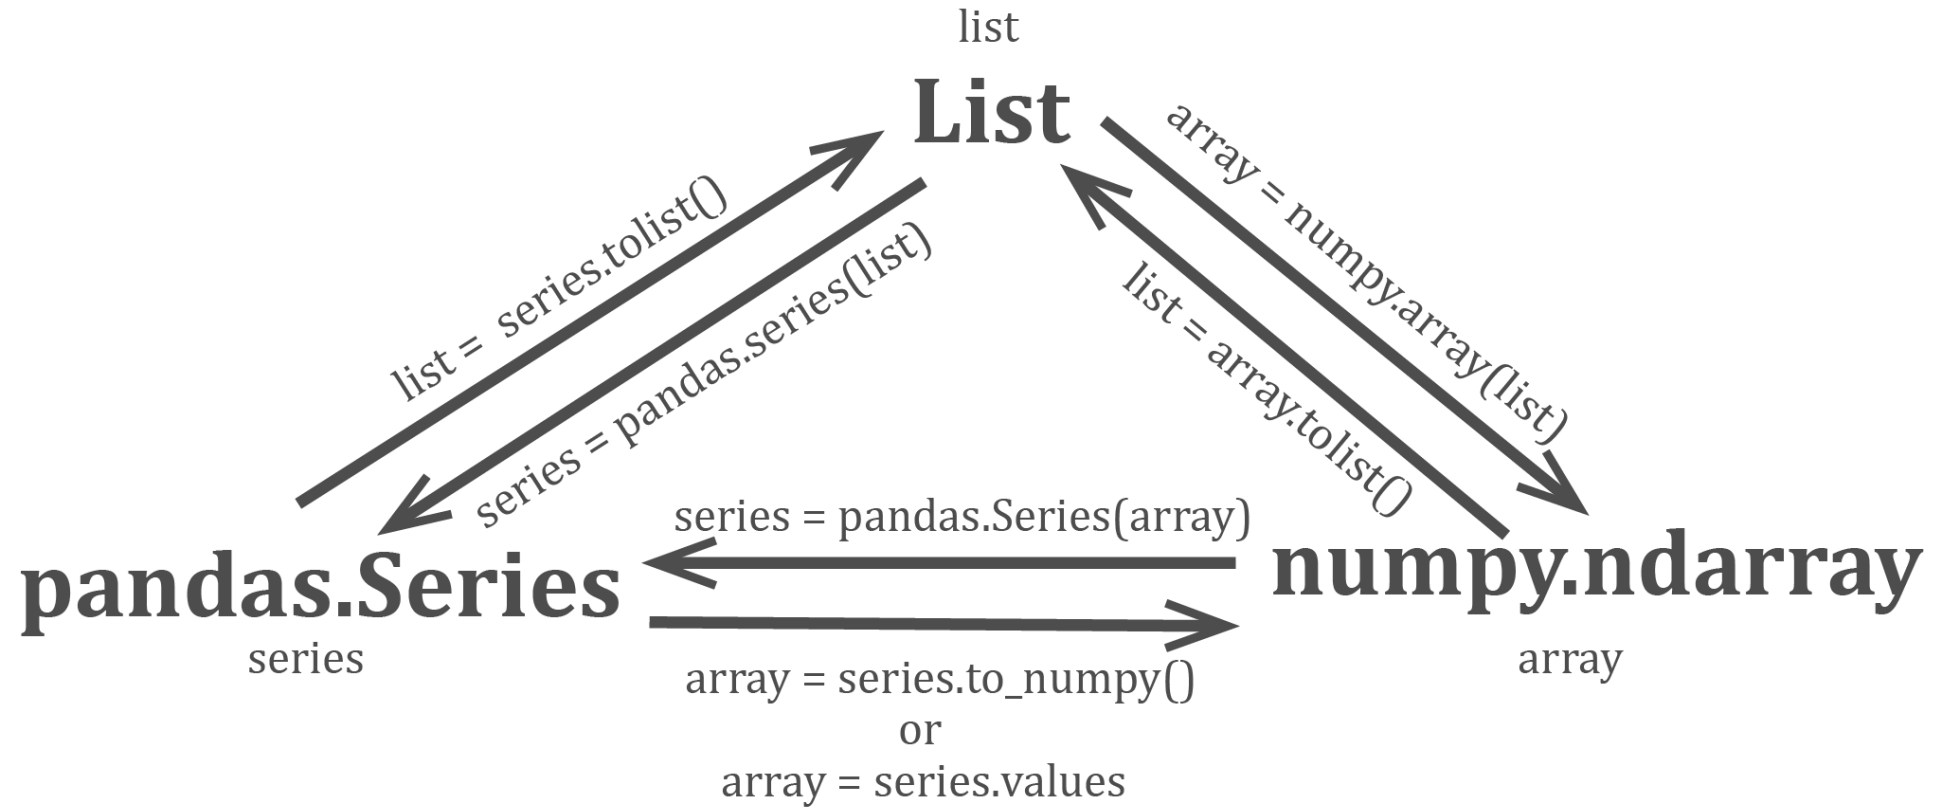 list
List
list = series.tolist()
series = pandas.series(list)
array = numpy.array(list)
list = array.tolist()
series = pandas.Series(array)
pandas.Series
series
numpy.ndarray
array
array = series.to_numpy()
or
array = series.values